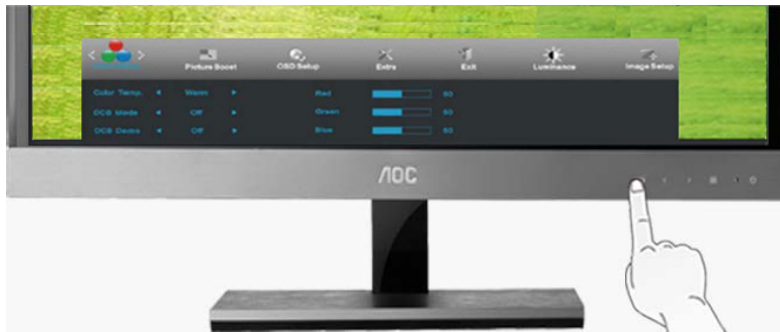 Picture Boost OSD Setup Extra Exit Luminance Image Setup
Color Temp. Warm Red 50
DCB Mode Off Green 50
DCB Demo Off Blue 50
AOC